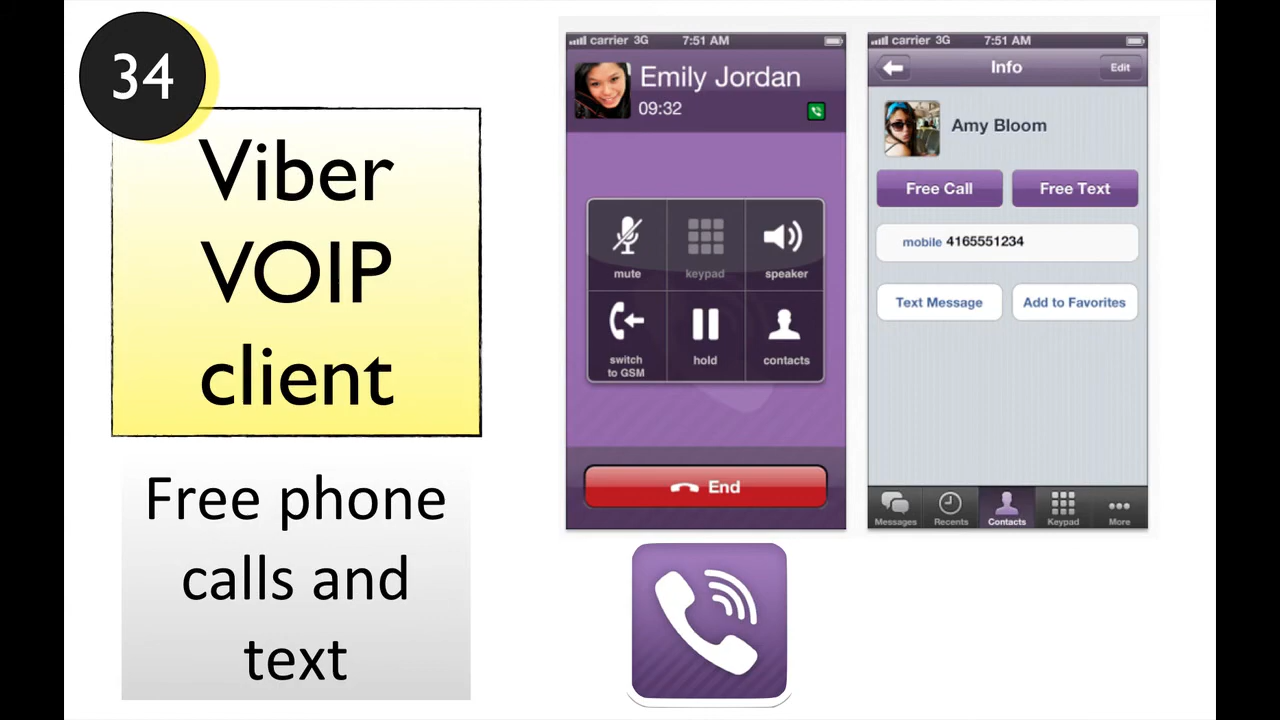 34
Viber
VOIP
client
Free phone
calls and
text
carrier 3G 7:51 AM
Emily Jordan
09:32
mute keypad speaker
switch
to GSM
hold contacts
End
carrier 3G 7:51 AM
Info Edit
Amy Bloom
Free Call Free Text
mobile 4165551234
Text Message Add to Favorites
Messages Recents Contacts Keypad More